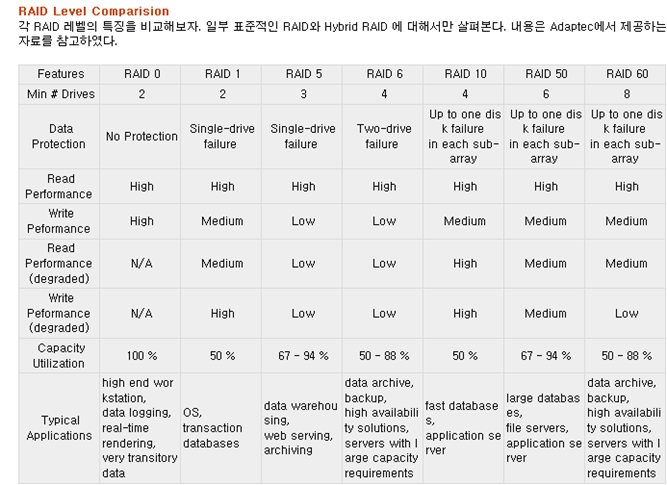 RAID Level Comparision
각 RAID 레벨의 특징을 비교해보자. 일부 표준적인 RAID와 Hybrid RAID 에 대해서만 살펴본다. 내용은 Adaptec에서 제공하는
자료를 참고하였다.
Features RAID 0 RAID 1 RAID 5 RAID 6 RAID 10 RAID 50 RAID 60
Min # Drives 2 2 3 4 4 6 8
Data
Protection
No Protection
Single-drive
failure
Single-drive
failure
Two-drive
failure
Up to one dis
k failure
in each sub-
array
Up to one dis
k failure
in each sub-
array
Up to one dis
k failure
in each sub-
array
Read
Performance
High High High High High High High
Write
Peformance
High Medium Low Low Medium Medium Medium
Read
Performance
(degraded)
N/A Medium Low Low High Medium Medium
Write
Peformance
(degraded)
N/A High Low Low High Medium Low
Capacity
Utilization
100 % 50 % 67 - 94 % 50 - 88 % 50 % 67 - 94 % 50 - 88 %
Typical
Applications
high end wor
kstation,
data logging,
real-time
rendering,
very transitory
data
OS,
transaction
databases
data warehou
sing,
web serving,
archiving
data archive,
backup,
high availabili
ty solutions,
servers with l
arge capacity
requirements
fast database
s,
application se
rver
large databas
es,
file servers,
application se
rver
data archive,
backup,
high availabili
ty solutions,
servers with l
arge capacity
requirements